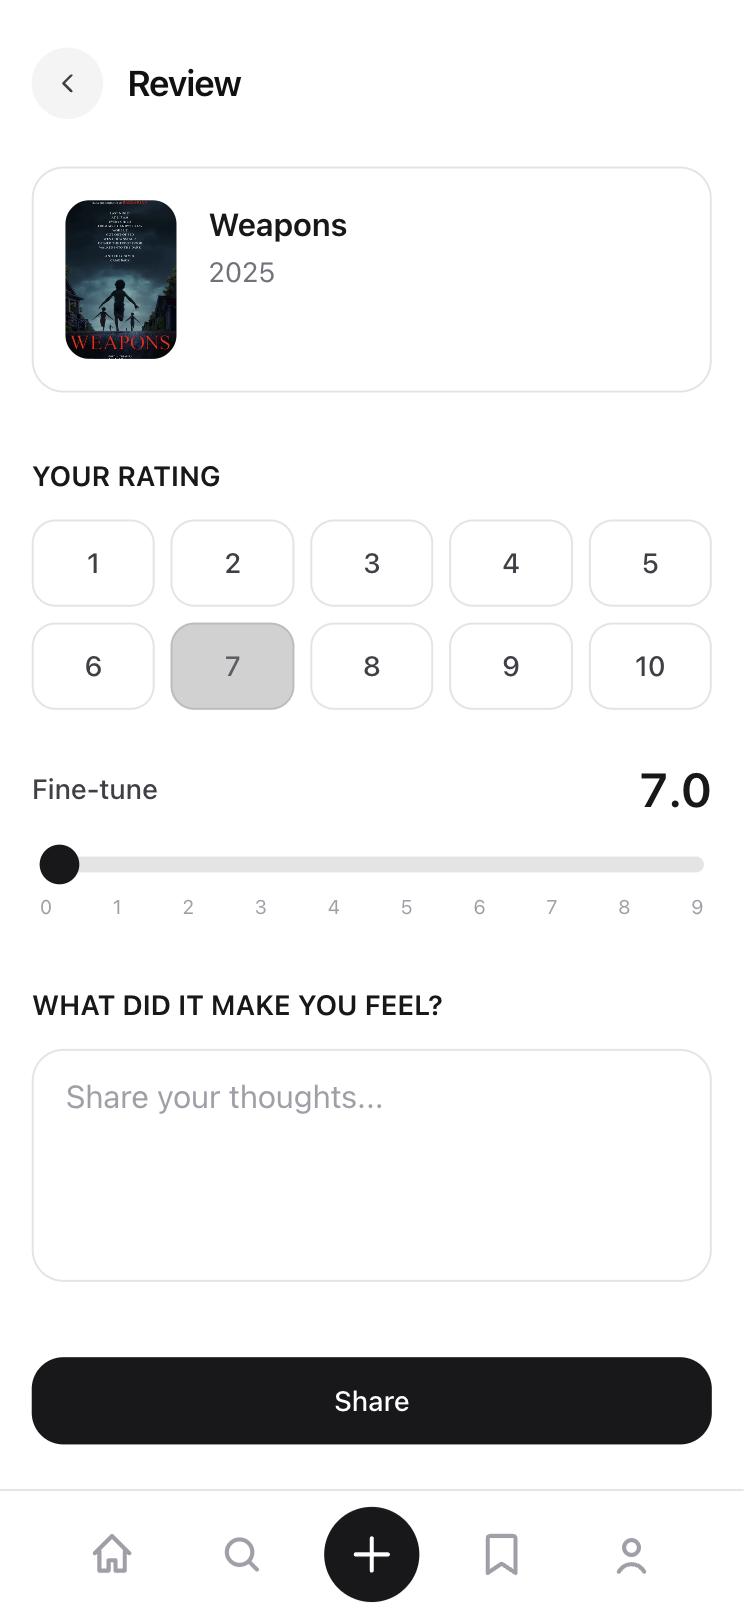 Review
WEAPONS
Weapons
2025
YOUR RATING
1 2 3 4 5
6 7 8 9 10
Fine-tune 7.0
0 1 2 3 4 5 6 7 8 9
WHAT DID IT MAKE YOU FEEL?
Share your thoughts...
Share